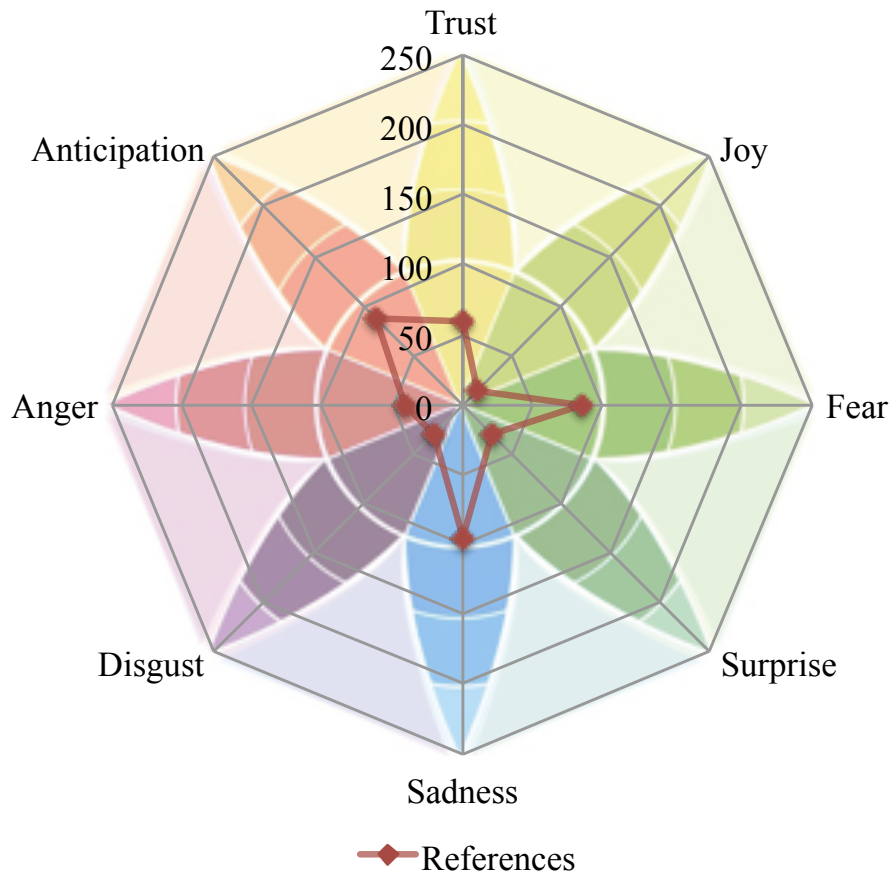 Trust
250
200
150
100
50
0
Anticipation
Joy
Anger
Fear
Disgust
Surprise
Sadness
References